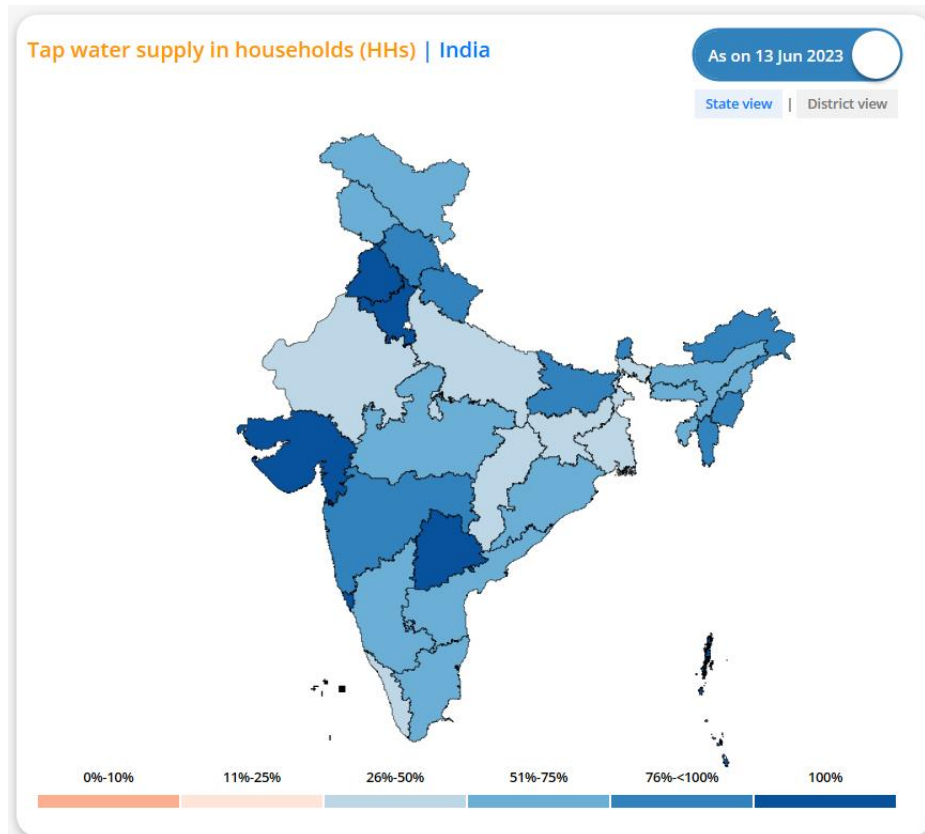 Tap water supply in households (HHs) | India
As on 13 Jun 2023
State view | District view
0%-10% 11%-25% 26%-50% 51%-75% 76%-<100% 100%